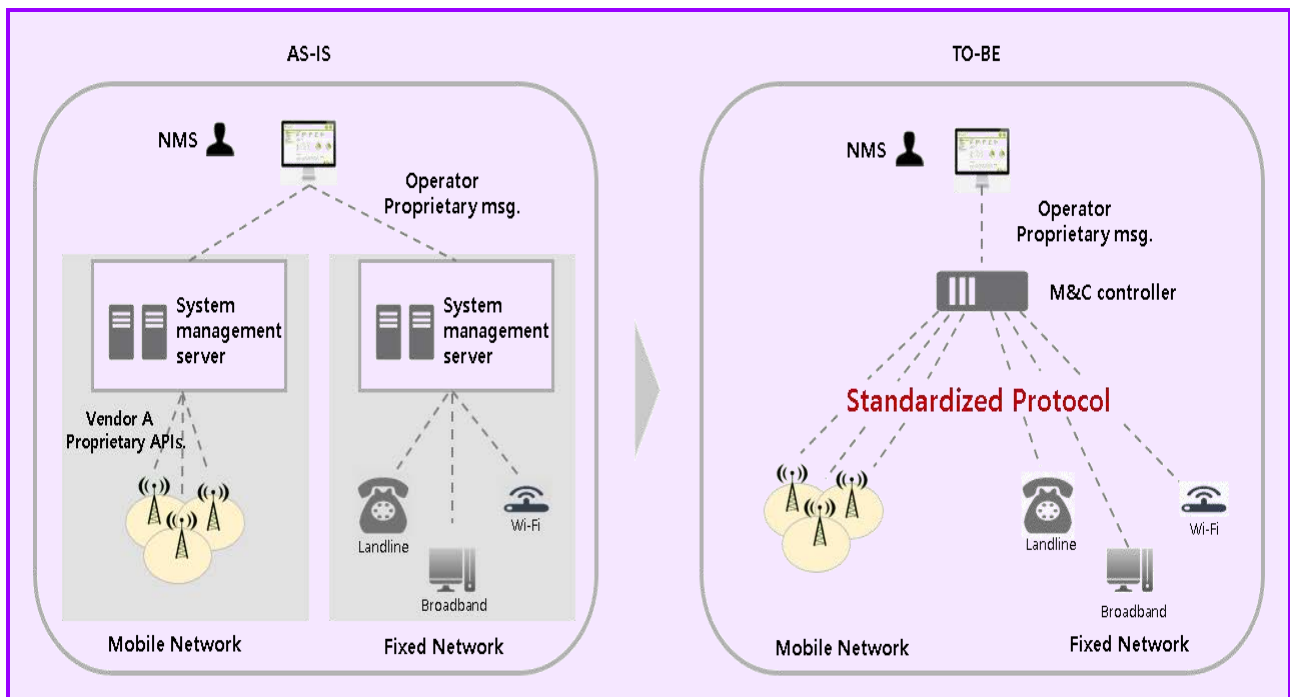 AS-IS
NMS
Operator
Proprietary msg.
System
management
server
System
management
server
Vendor A
Proprietary APIs.
Landline
Wi-Fi
Broadband
Mobile Network
Fixed Network
TO-BE
NMS
Operator
Proprietary msg.
M&C controller
Standardized Protocol
Landline
Wi-Fi
Broadband
Mobile Network
Fixed Network